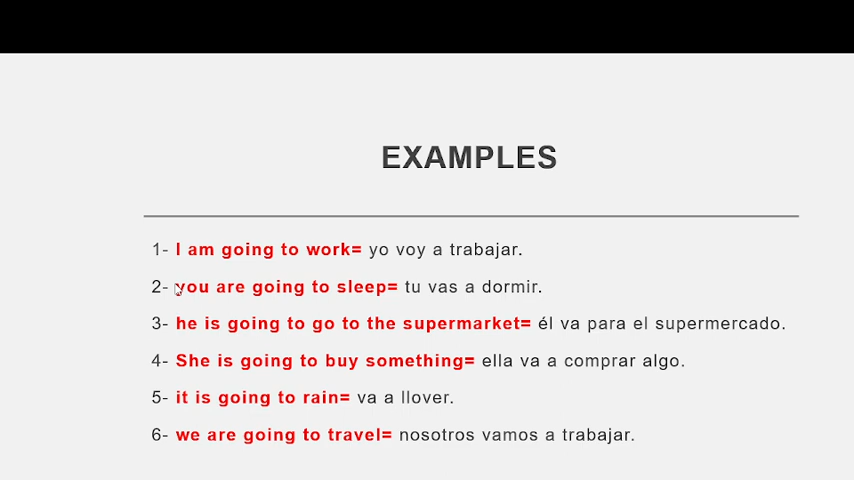 EXAMPLES
1- I am going to work= yo voy a trabajar.
2- you are going to sleep= tu vas a dormir.
3- he is going to go to the supermarket= él va para el supermercado.
4- She is going to buy something= ella va a comprar algo.
5- it is going to rain= va a llover.
6- we are going to travel= nosotros vamos a trabajar.